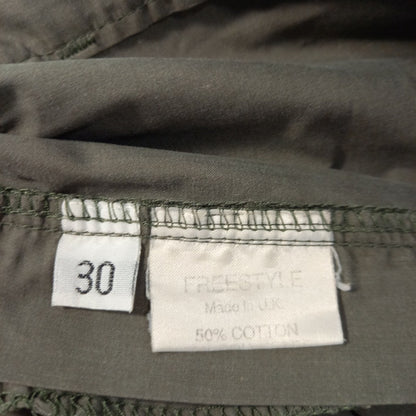 30
FREESTYLE
Made in U.K.
50% COTTON